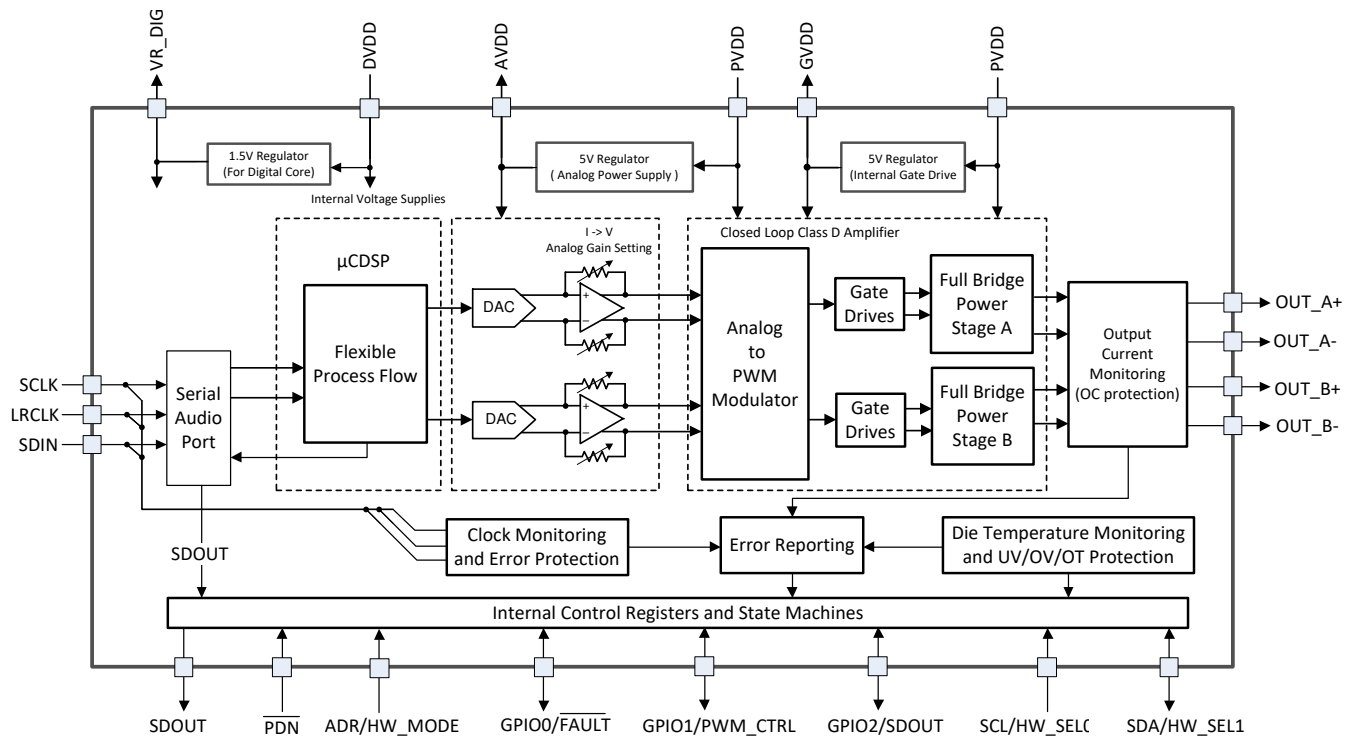 VR_DIG
DVDD
AVDD
PVDD
GVDD
PVDD
1.5V Regulator
(For Digital Core)
5V Regulator
( Analog Power Supply )
5V Regulator
(Internal Gate Drive
Internal Voltage Supplies
µCDSP
I -> V
Analog Gain Setting
Closed Loop Class D Amplifier
Flexible
Process Flow
DAC
+
−
DAC
+
−
Analog
to
PWM
Modulator
Gate
Drives
Gate
Drives
Full Bridge
Power
Stage A
Full Bridge
Power
Stage B
Output
Current
Monitoring
(OC protection)
OUT_A+
OUT_A-
OUT_B+
OUT_B-
SCLK
LRCLK
SDIN
Serial
Audio
Port
SDOUT
Clock Monitoring
and Error Protection
Error Reporting
Die Temperature Monitoring
and UV/OV/OT Protection
Internal Control Registers and State Machines
SDOUT
PDN
ADR/HW_MODE
GPIO0/FAULT
GPIO1/PWM_CTRL
GPIO2/SDOUT
SCL/HW_SEL
SDA/HW_SEL1